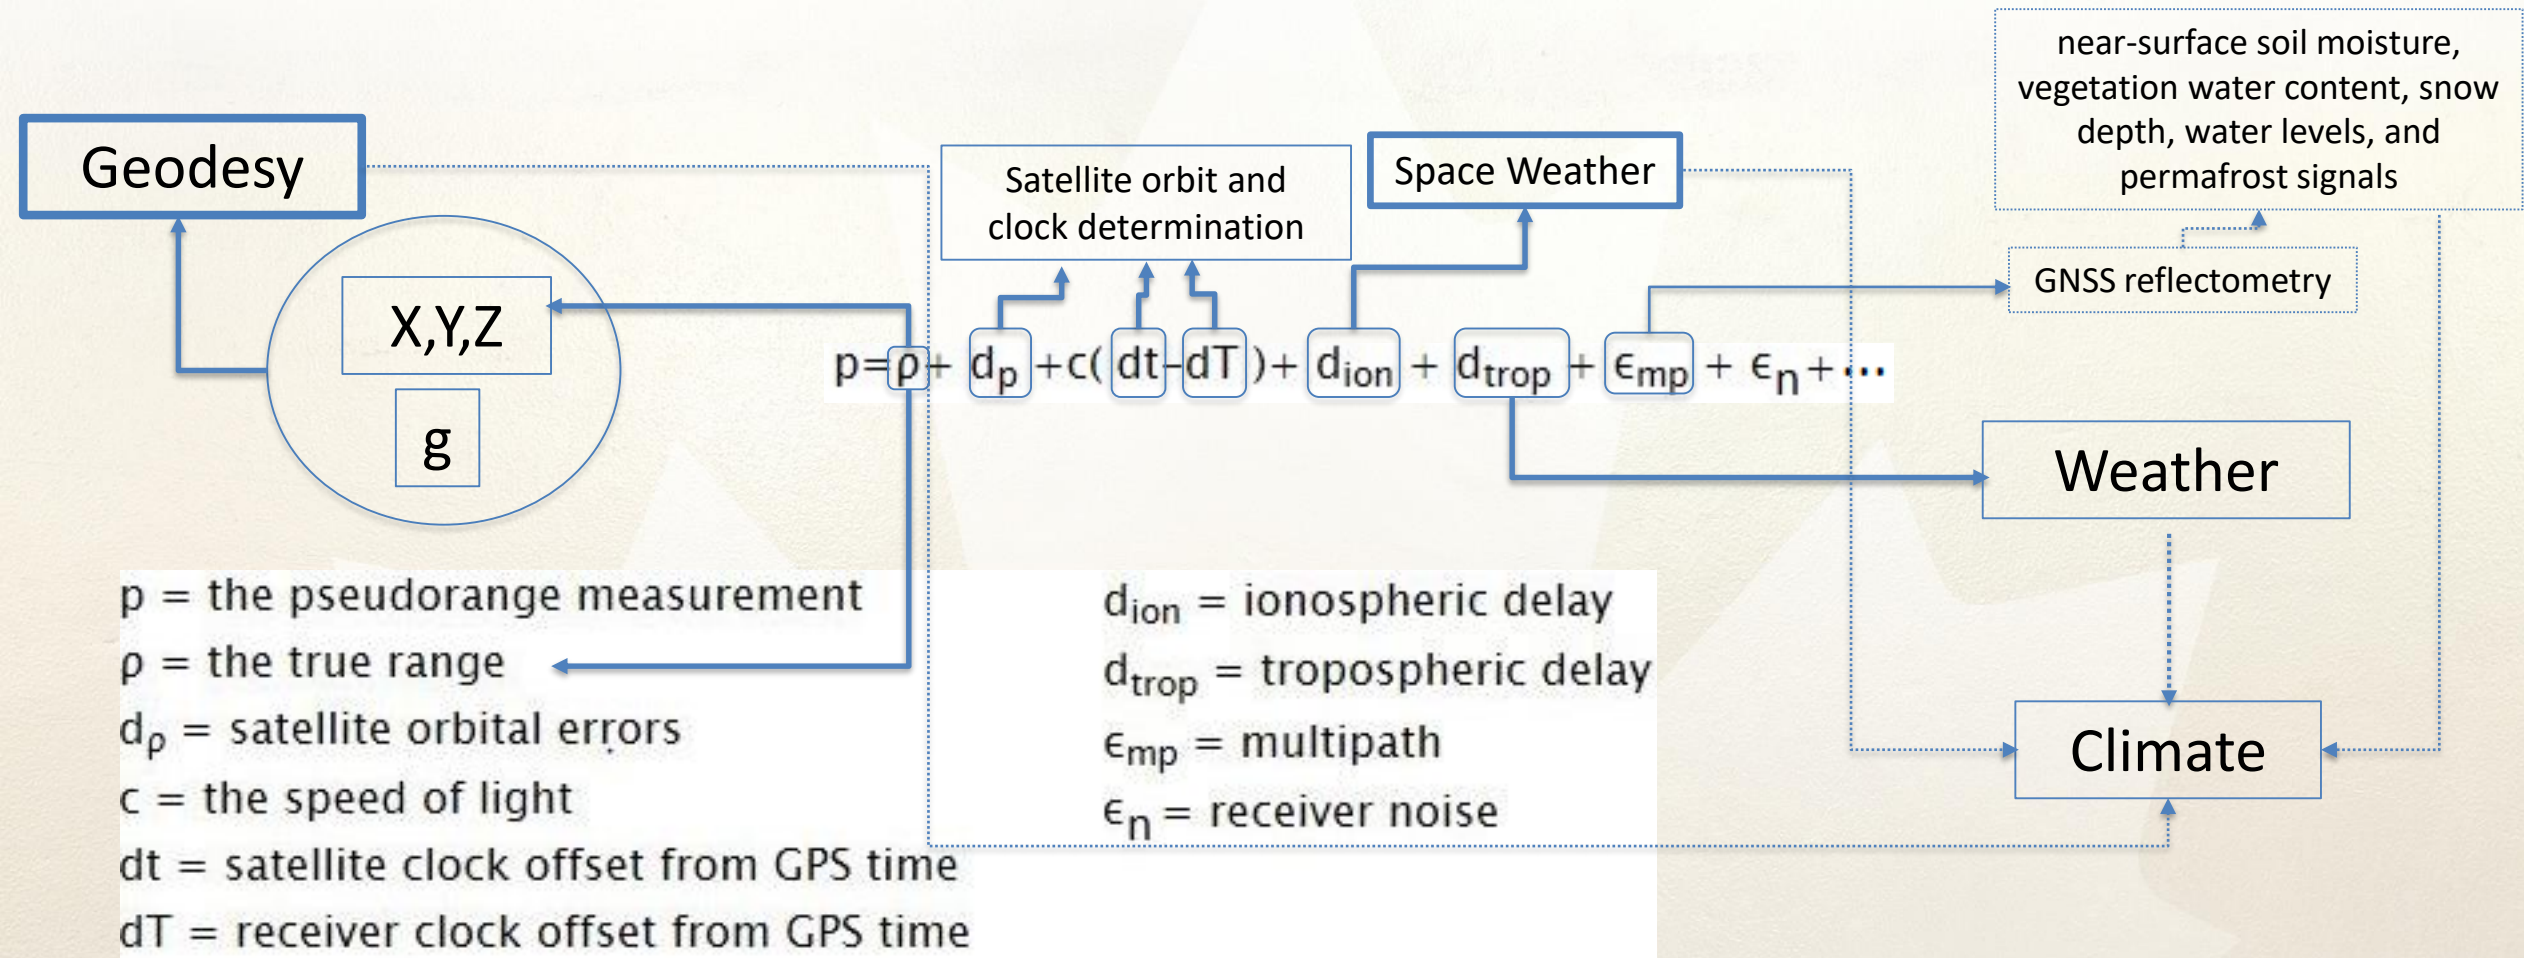 near-surface soil moisture,
vegetation water content, snow
depth, water levels, and
permafrost signals
Geodesy
Satellite orbit and
clock determination
Space Weather
GNSS reflectometry
X,Y,Z
g
p=ρ+ dp +c( dt-dT )+ dion + dtrop + ϵmp + ϵn+...
Weather
Climate
p = the pseudorange measurement
ρ = the true range
dρ = satellite orbital errors
c = the speed of light
dt = satellite clock offset from GPS time
dT = receiver clock offset from GPS time
dion = ionospheric delay
dtrop = tropospheric delay
ϵmp = multipath
ϵn = receiver noise